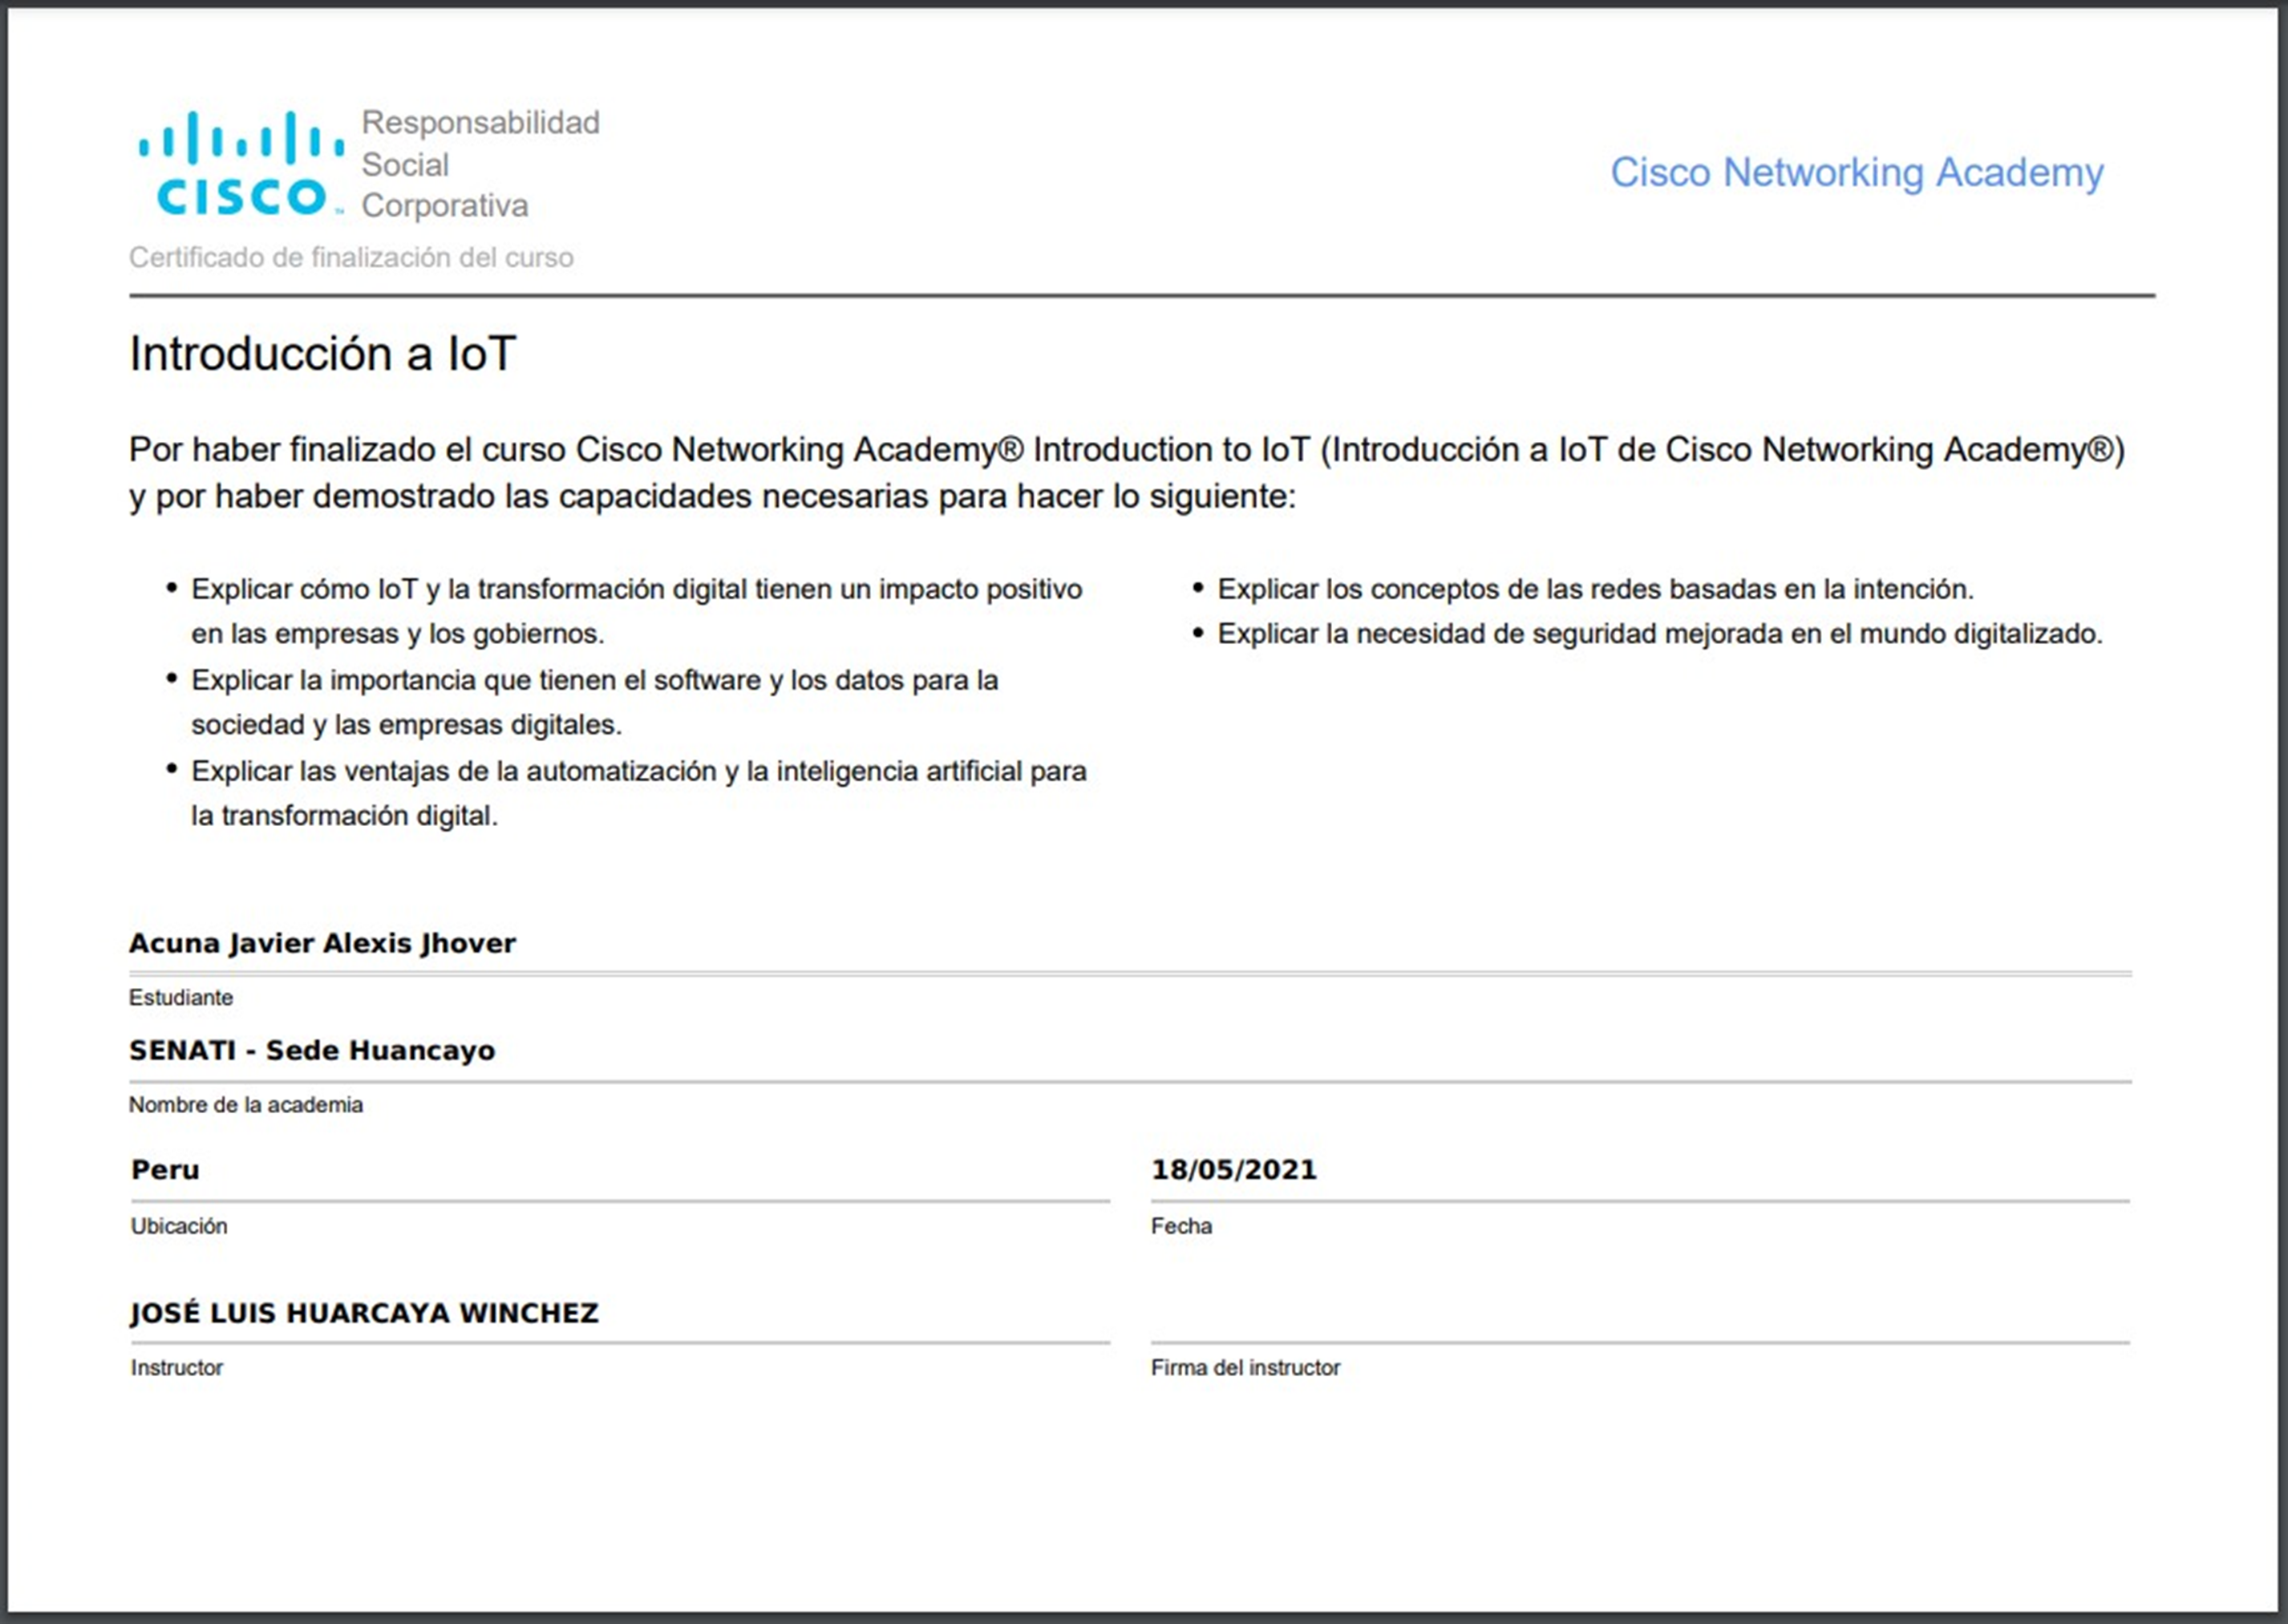 Responsabilidad
Social
Corporativa
CISCO™
Cisco Networking Academy
Certificado de finalización del curso
Introducción a IoT
Por haber finalizado el curso Cisco Networking Academy® Introduction to IoT (Introducción a IoT de Cisco Networking Academy®)
y por haber demostrado las capacidades necesarias para hacer lo siguiente:
• Explicar cómo IoT y la transformación digital tienen un impacto positivo
en las empresas y los gobiernos.
• Explicar la importancia que tienen el software y los datos para la
sociedad y las empresas digitales.
• Explicar las ventajas de la automatización y la inteligencia artificial para
la transformación digital.
• Explicar los conceptos de las redes basadas en la intención.
• Explicar la necesidad de seguridad mejorada en el mundo digitalizado.
Acuna Javier Alexis Jhover
Estudiante
SENATI - Sede Huancayo
Nombre de la academia
Peru
Ubicación
18/05/2021
Fecha
JOSÉ LUIS HUARCAYA WINCHEZ
Instructor
Firma del instructor